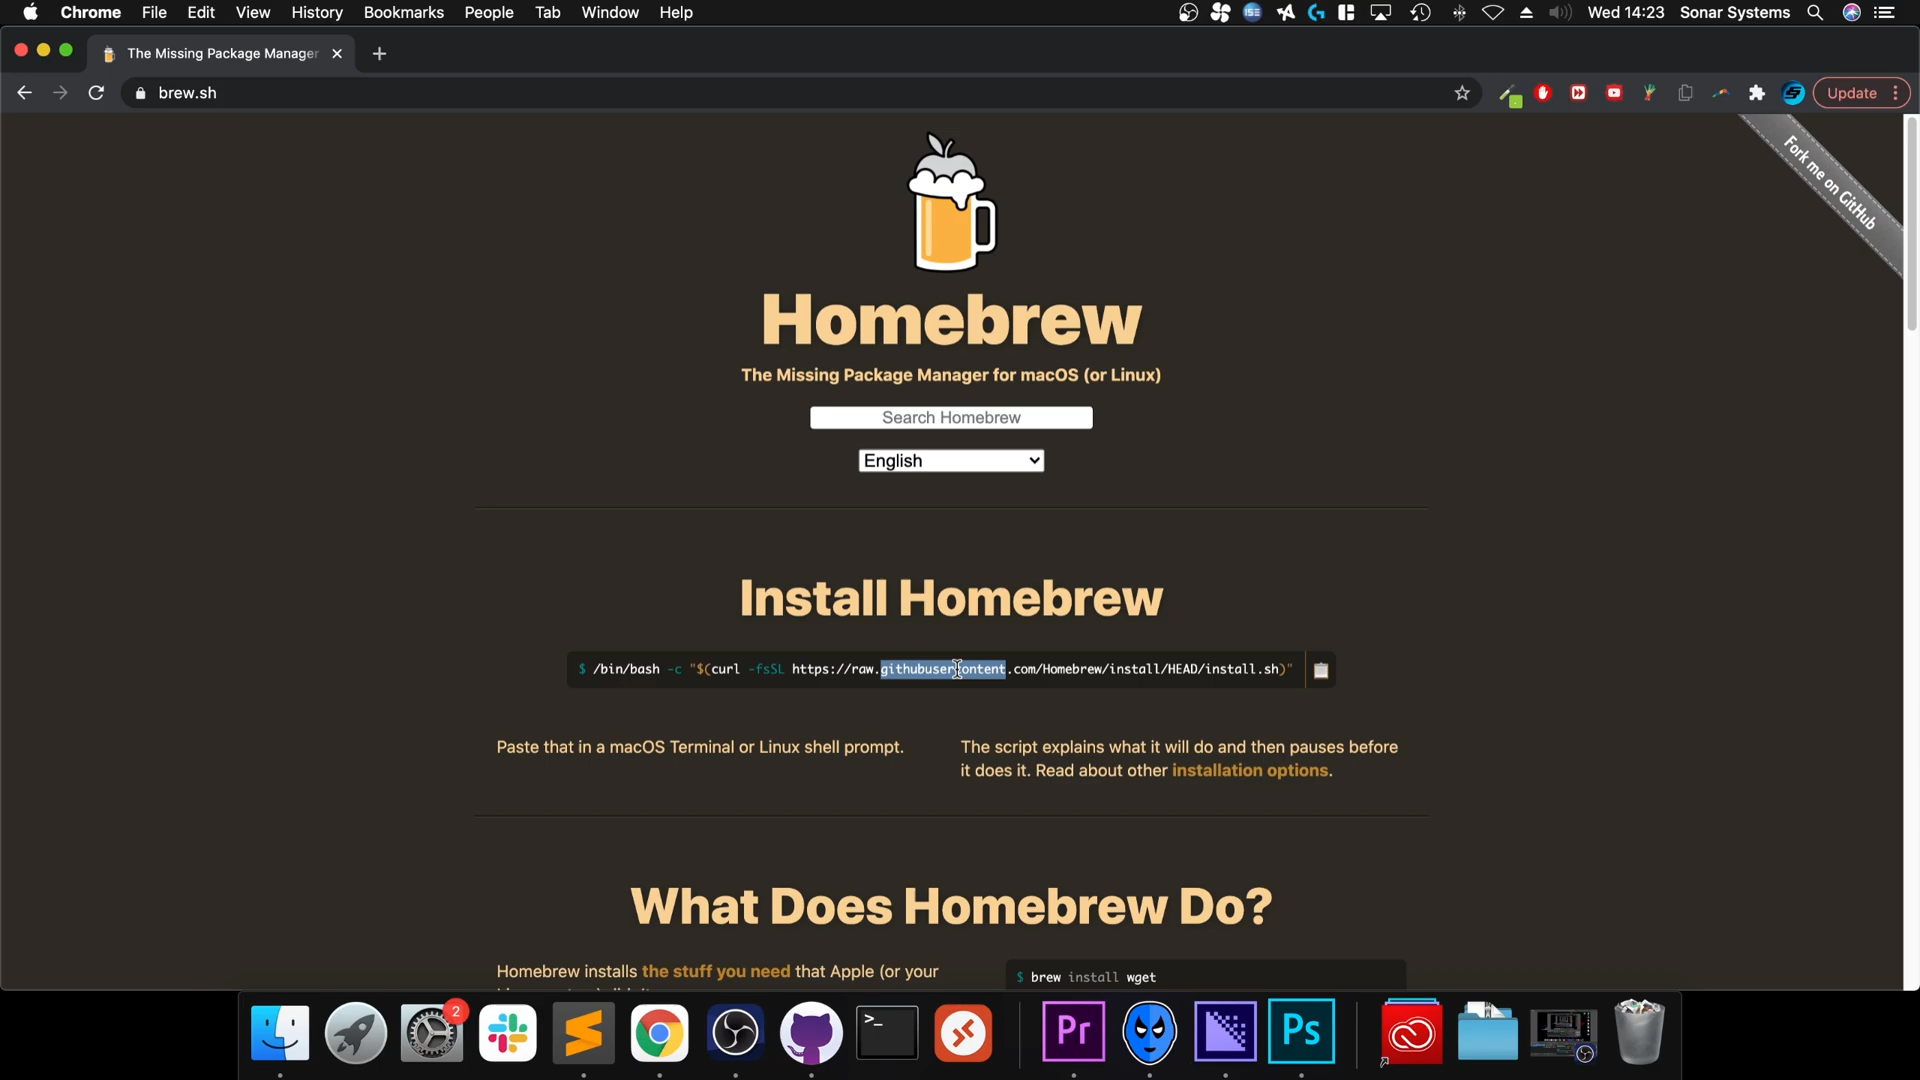 Chrome File Edit View History Bookmarks People Tab Window Help
Wed 14:23 Sonar Systems
The Missing Package Manager
brew.sh
Update
Fork me on GitHub
Homebrew
The Missing Package Manager for macOS (or Linux)
Search Homebrew
English
Install Homebrew
$ /bin/bash -c "$(curl -fsSL https://raw.githubusercontent.com/Homebrew/install/HEAD/install.sh)"
Paste that in a macOS Terminal or Linux shell prompt.
The script explains what it will do and then pauses before
it does it. Read about other installation options.
What Does Homebrew Do?
Homebrew installs the stuff you need that Apple (or your
$ brew install wget
2
>_
Pr
Ps